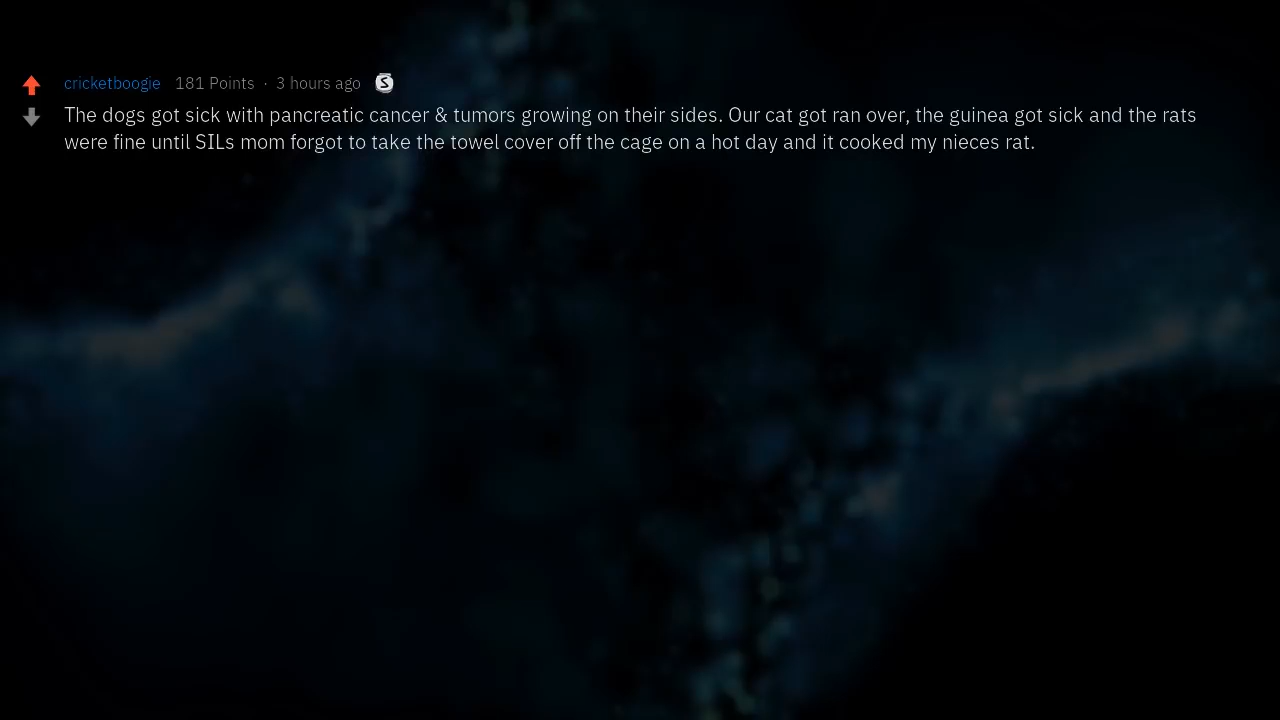 cricketboogie 181 Points · 3 hours ago S
The dogs got sick with pancreatic cancer & tumors growing on their sides. Our cat got ran over, the guinea got sick and the rats
were fine until SILs mom forgot to take the towel cover off the cage on a hot day and it cooked my nieces rat.